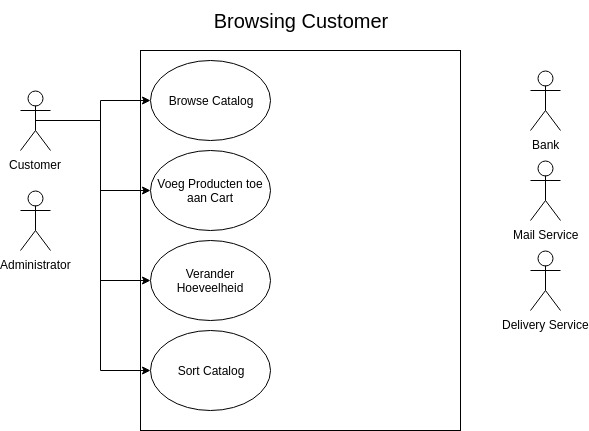 Browsing Customer
Browse Catalog
Customer
Bank
Voeg Producten toe
aan Cart
Mail Service
Administrator
Verander
Hoeveelheid
Delivery Service
Sort Catalog